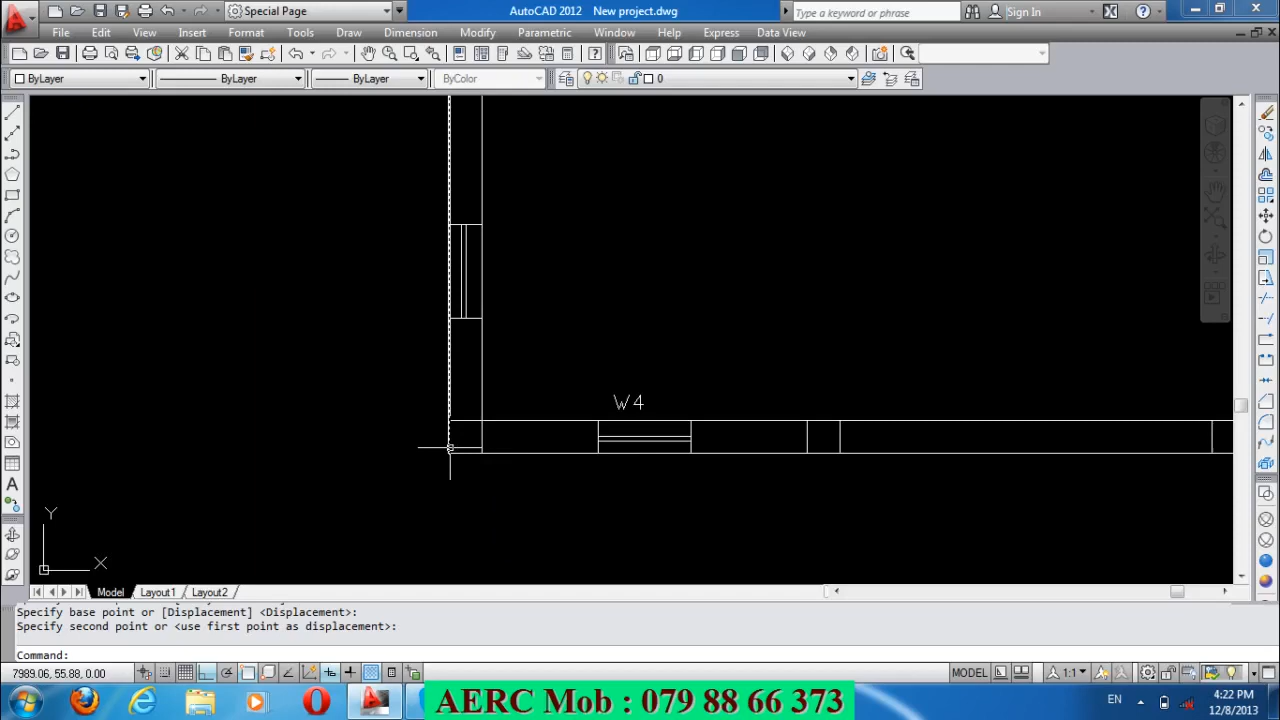 Special Page
AutoCAD 2012 New project.dwg
Type a keyword or phrase
Sign In
File Edit View Insert Format Tools Draw Dimension Modify Parametric Window Help Express Data View
ByLayer ByLayer ByLayer ByColor 0
W4
Y
X
Model Layout1 Layout2
Specify base point or [Displacement] <Displacement>:
Specify second point or <use first point as displacement>:
Command:
7989.06, 55.88, 0.00 MODEL 1:1
AERC Mob : 079 88 66 373
EN
4:22 PM
12/8/2013